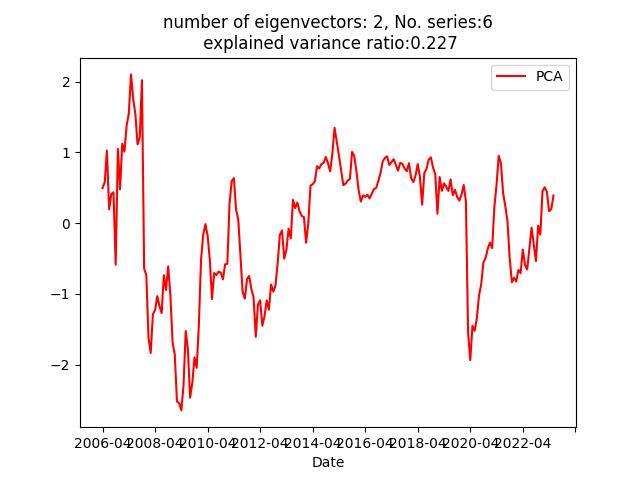 number of eigenvectors: 2, No. series:6
explained variance ratio:0.227
PCA
2
1
0
−1
−2
2006-04 2008-04 2010-04 2012-04 2014-04 2016-04 2018-04 2020-04 2022-04
Date